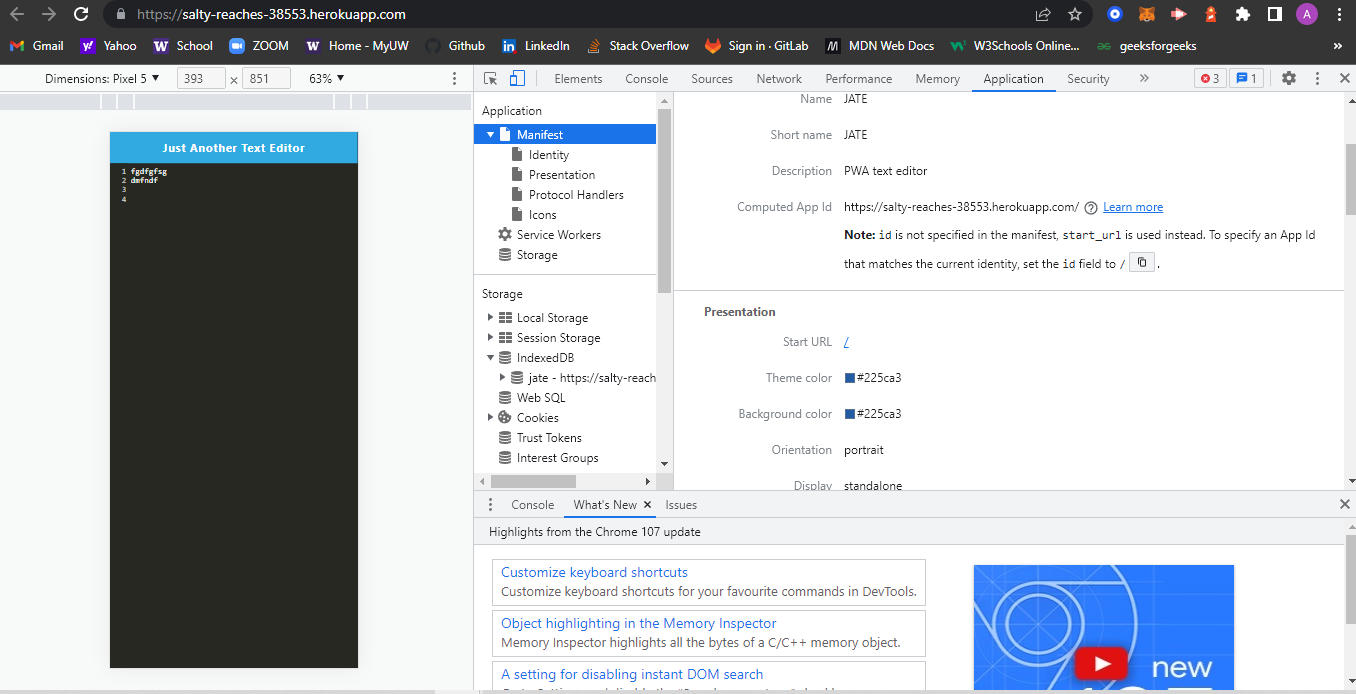 https://salty-reaches-38553.herokuapp.com
A
Gmail Yahoo School ZOOM Home - MyUW Github LinkedIn Stack Overflow Sign in · GitLab MDN Web Docs W3Schools Online... geeksforgeeks »
Dimensions: Pixel 5 ▼ 393 × 851 63% ▼
Elements Console Sources Network Performance Memory Application Security » 3 1
Just Another Text Editor
1 fgdfgfsg
2 dmfndf
3
4
Application
Manifest
Identity
Presentation
Protocol Handlers
Icons
Service Workers
Storage
Storage
Local Storage
Session Storage
IndexedDB
jate - https://salty-reach
Web SQL
Cookies
Trust Tokens
Interest Groups
Name JATE
Short name JATE
Description PWA text editor
Computed App Id https://salty-reaches-38553.herokuapp.com/ ? Learn more
Note: id is not specified in the manifest, start_url is used instead. To specify an App Id
that matches the current identity, set the id field to / .
Presentation
Start URL /
Theme color #225ca3
Background color #225ca3
Orientation portrait
Display standalone
Console What's New × Issues
Highlights from the Chrome 107 update
Customize keyboard shortcuts
Customize keyboard shortcuts for your favourite commands in DevTools.
Object highlighting in the Memory Inspector
Memory Inspector highlights all the bytes of a C/C++ memory object.
A setting for disabling instant DOM search
new